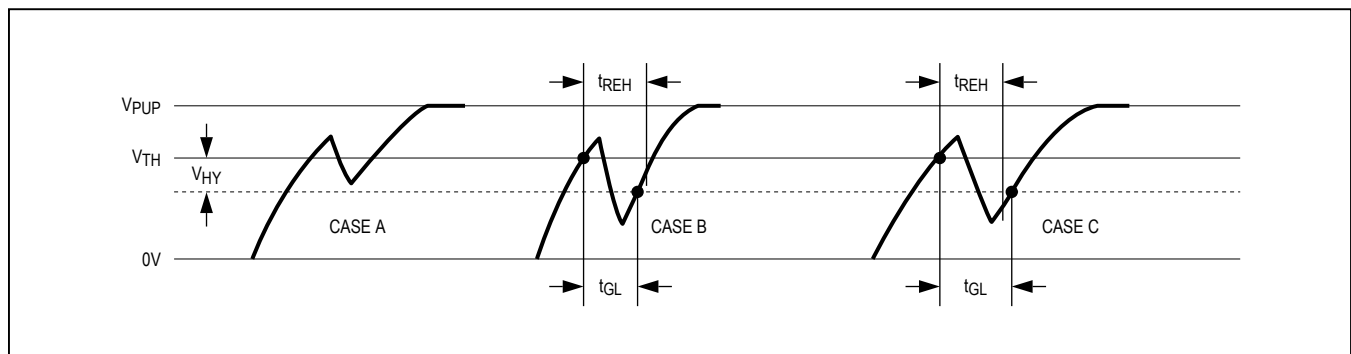 tREH
tREH
VPUP
VTH
VHY
CASE A
CASE B
CASE C
0V
tGL
tGL